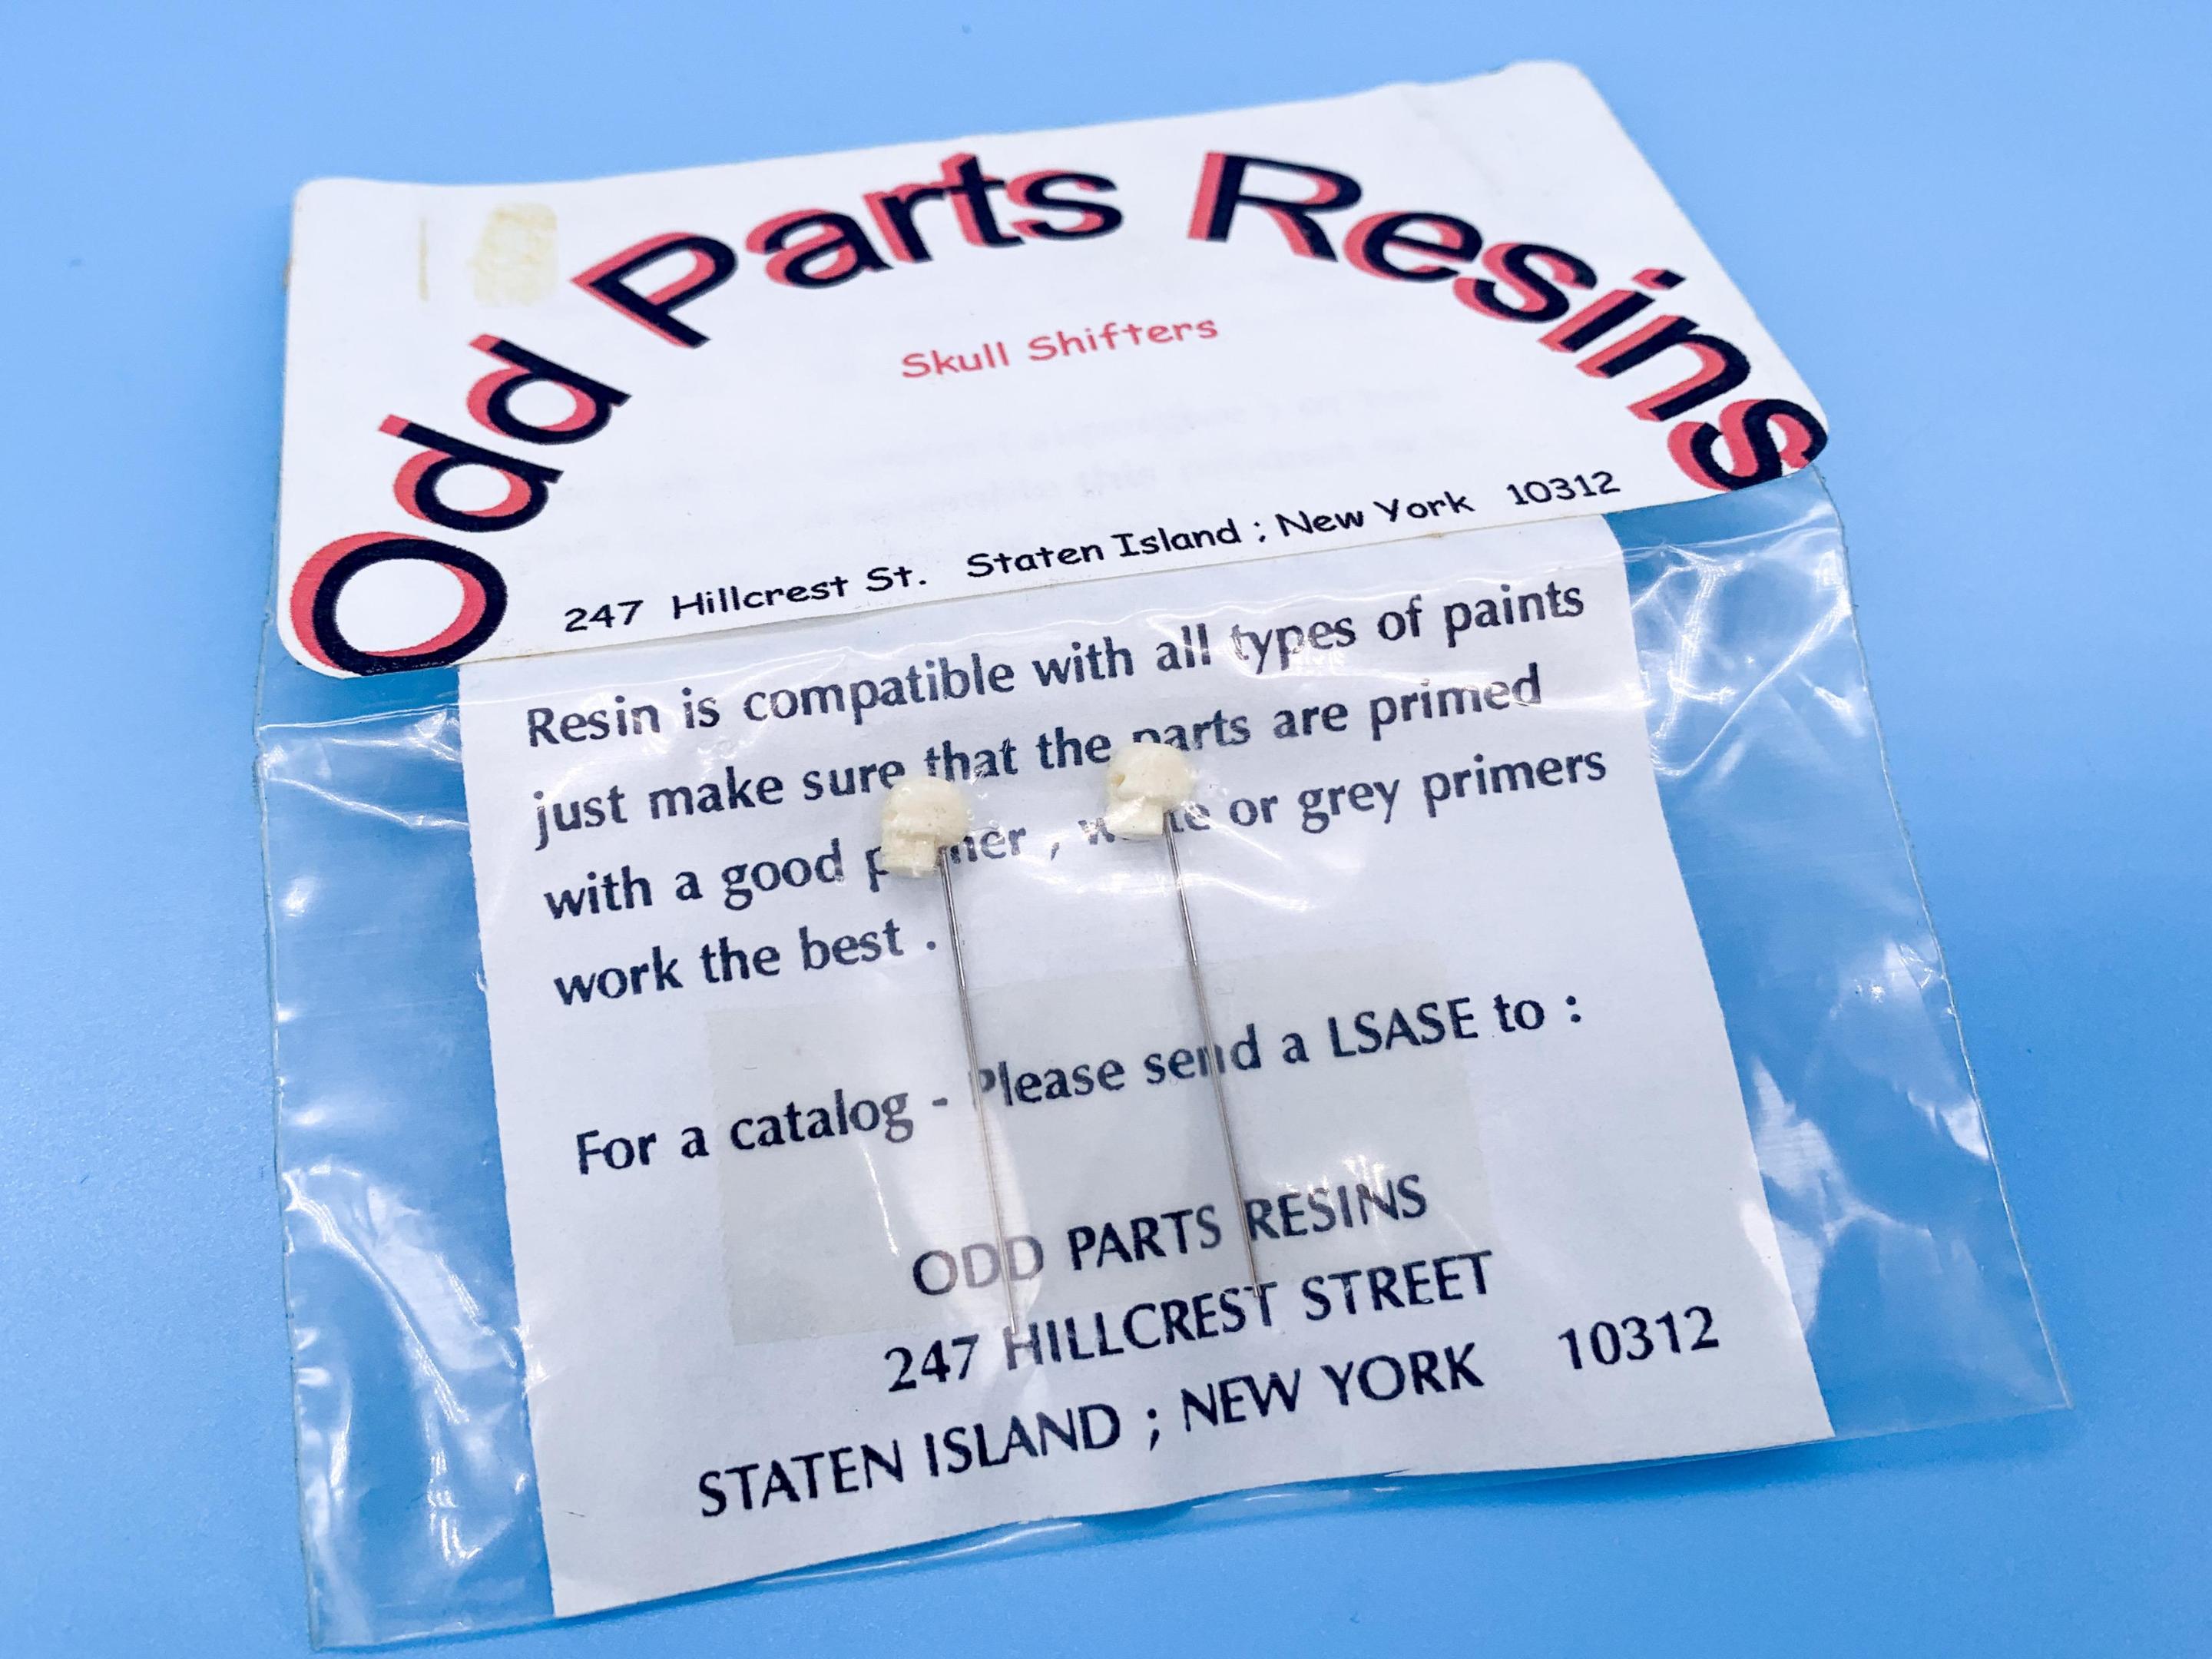 Odd Parts Resins
Skull Shifters
247 Hillcrest St. Staten Island ; New York 10312
Resin is compatible with all types of paints
just make sure that the parts are primed
with a good primer , white or grey primers
work the best .
For a catalog - Please send a LSASE to :
ODD PARTS RESINS
247 HILLCREST STREET
STATEN ISLAND ; NEW YORK 10312